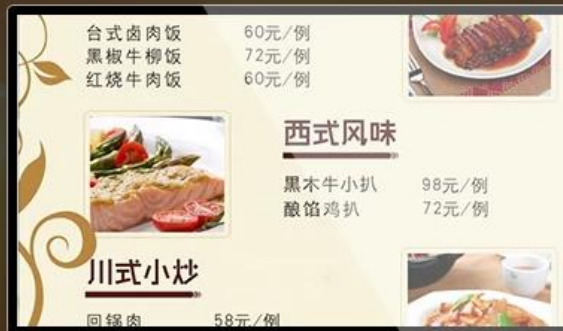 台式卤肉饭 60元/例
黑椒牛柳饭 72元/例
红烧牛肉饭 60元/例
西式风味
黑木牛小扒 98元/例
酿馅鸡扒 72元/例
川式小炒
回锅肉 58元/例